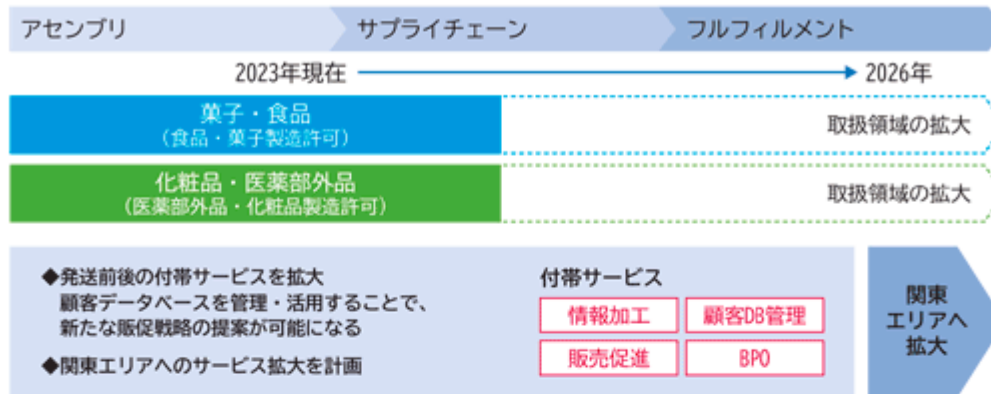 アセンブリ
サプライチェーン
フルフィルメント
2023年現在
2026年
菓子・食品
(食品・菓子製造許可)
取扱領域の拡大
化粧品・医薬部外品
(医薬部外品・化粧品製造許可)
取扱領域の拡大
◆発送前後の付帯サービスを拡大
顧客データベースを管理・活用することで、
新たな販促戦略の提案が可能になる
◆関東エリアへのサービス拡大を計画
付帯サービス
情報加工
顧客DB管理
販売促進
BPO
関東
エリアへ
拡大